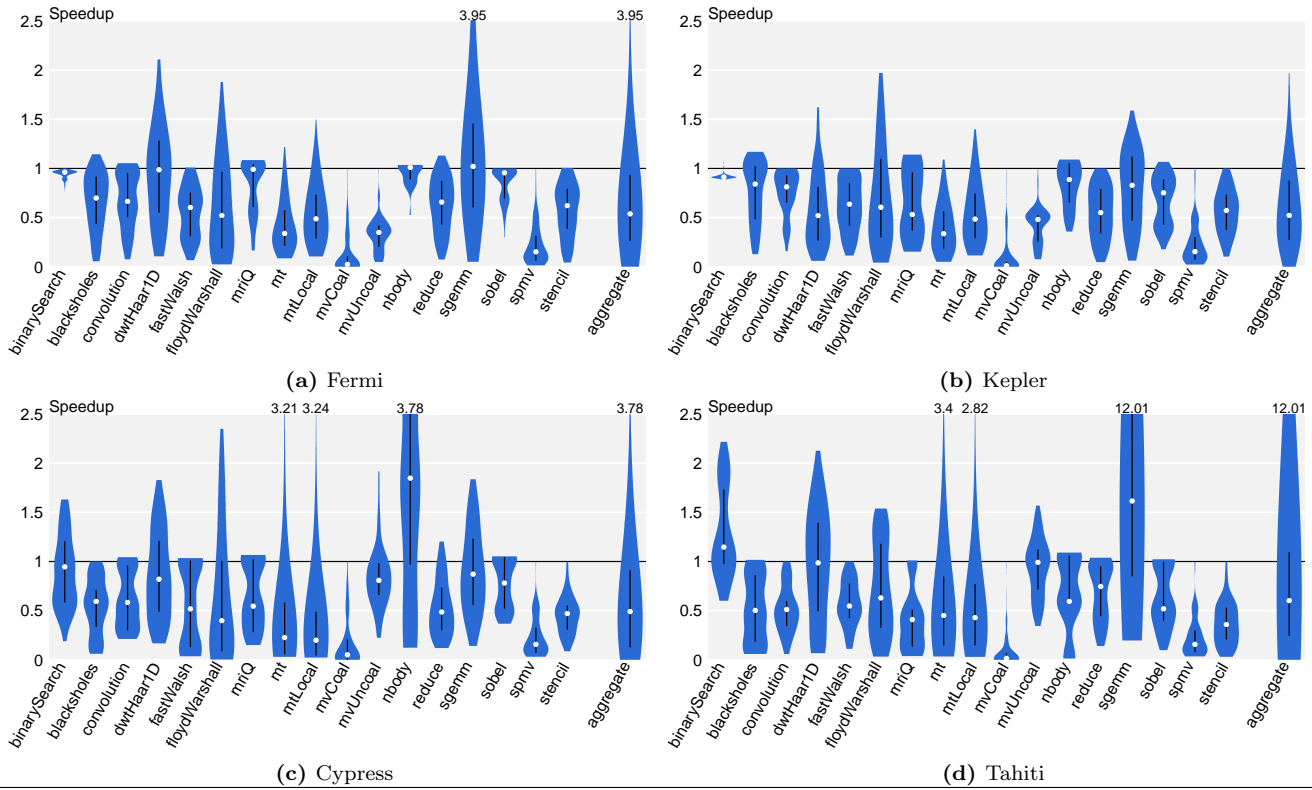 Speedup
3.95 3.95
2.5
2
1.5
1
0.5
0
binarySearch
blacksholes
convolution
dwtHaar1D
fastWalsh
floydWarshall
mriQ
mt
mtLocal
mvCoal
mvUncoal
nbody
reduce
sgemm
sobel
spmv
stencil
aggregate
(a) Fermi
Speedup
2.5
2
1.5
1
0.5
0
binarySearch
blacksholes
convolution
dwtHaar1D
fastWalsh
floydWarshall
mriQ
mt
mtLocal
mvCoal
mvUncoal
nbody
reduce
sgemm
sobel
spmv
stencil
aggregate
(b) Kepler
Speedup
3.21 3.24 3.78 3.78
2.5
2
1.5
1
0.5
0
binarySearch
blacksholes
convolution
dwtHaar1D
fastWalsh
floydWarshall
mriQ
mt
mtLocal
mvCoal
mvUncoal
nbody
reduce
sgemm
sobel
spmv
stencil
aggregate
(c) Cypress
Speedup
3.4 2.82 12.01 12.01
2.5
2
1.5
1
0.5
0
binarySearch
blacksholes
convolution
dwtHaar1D
fastWalsh
floydWarshall
mriQ
mt
mtLocal
mvCoal
mvUncoal
nbody
reduce
sgemm
sobel
spmv
stencil
aggregate
(d) Tahiti